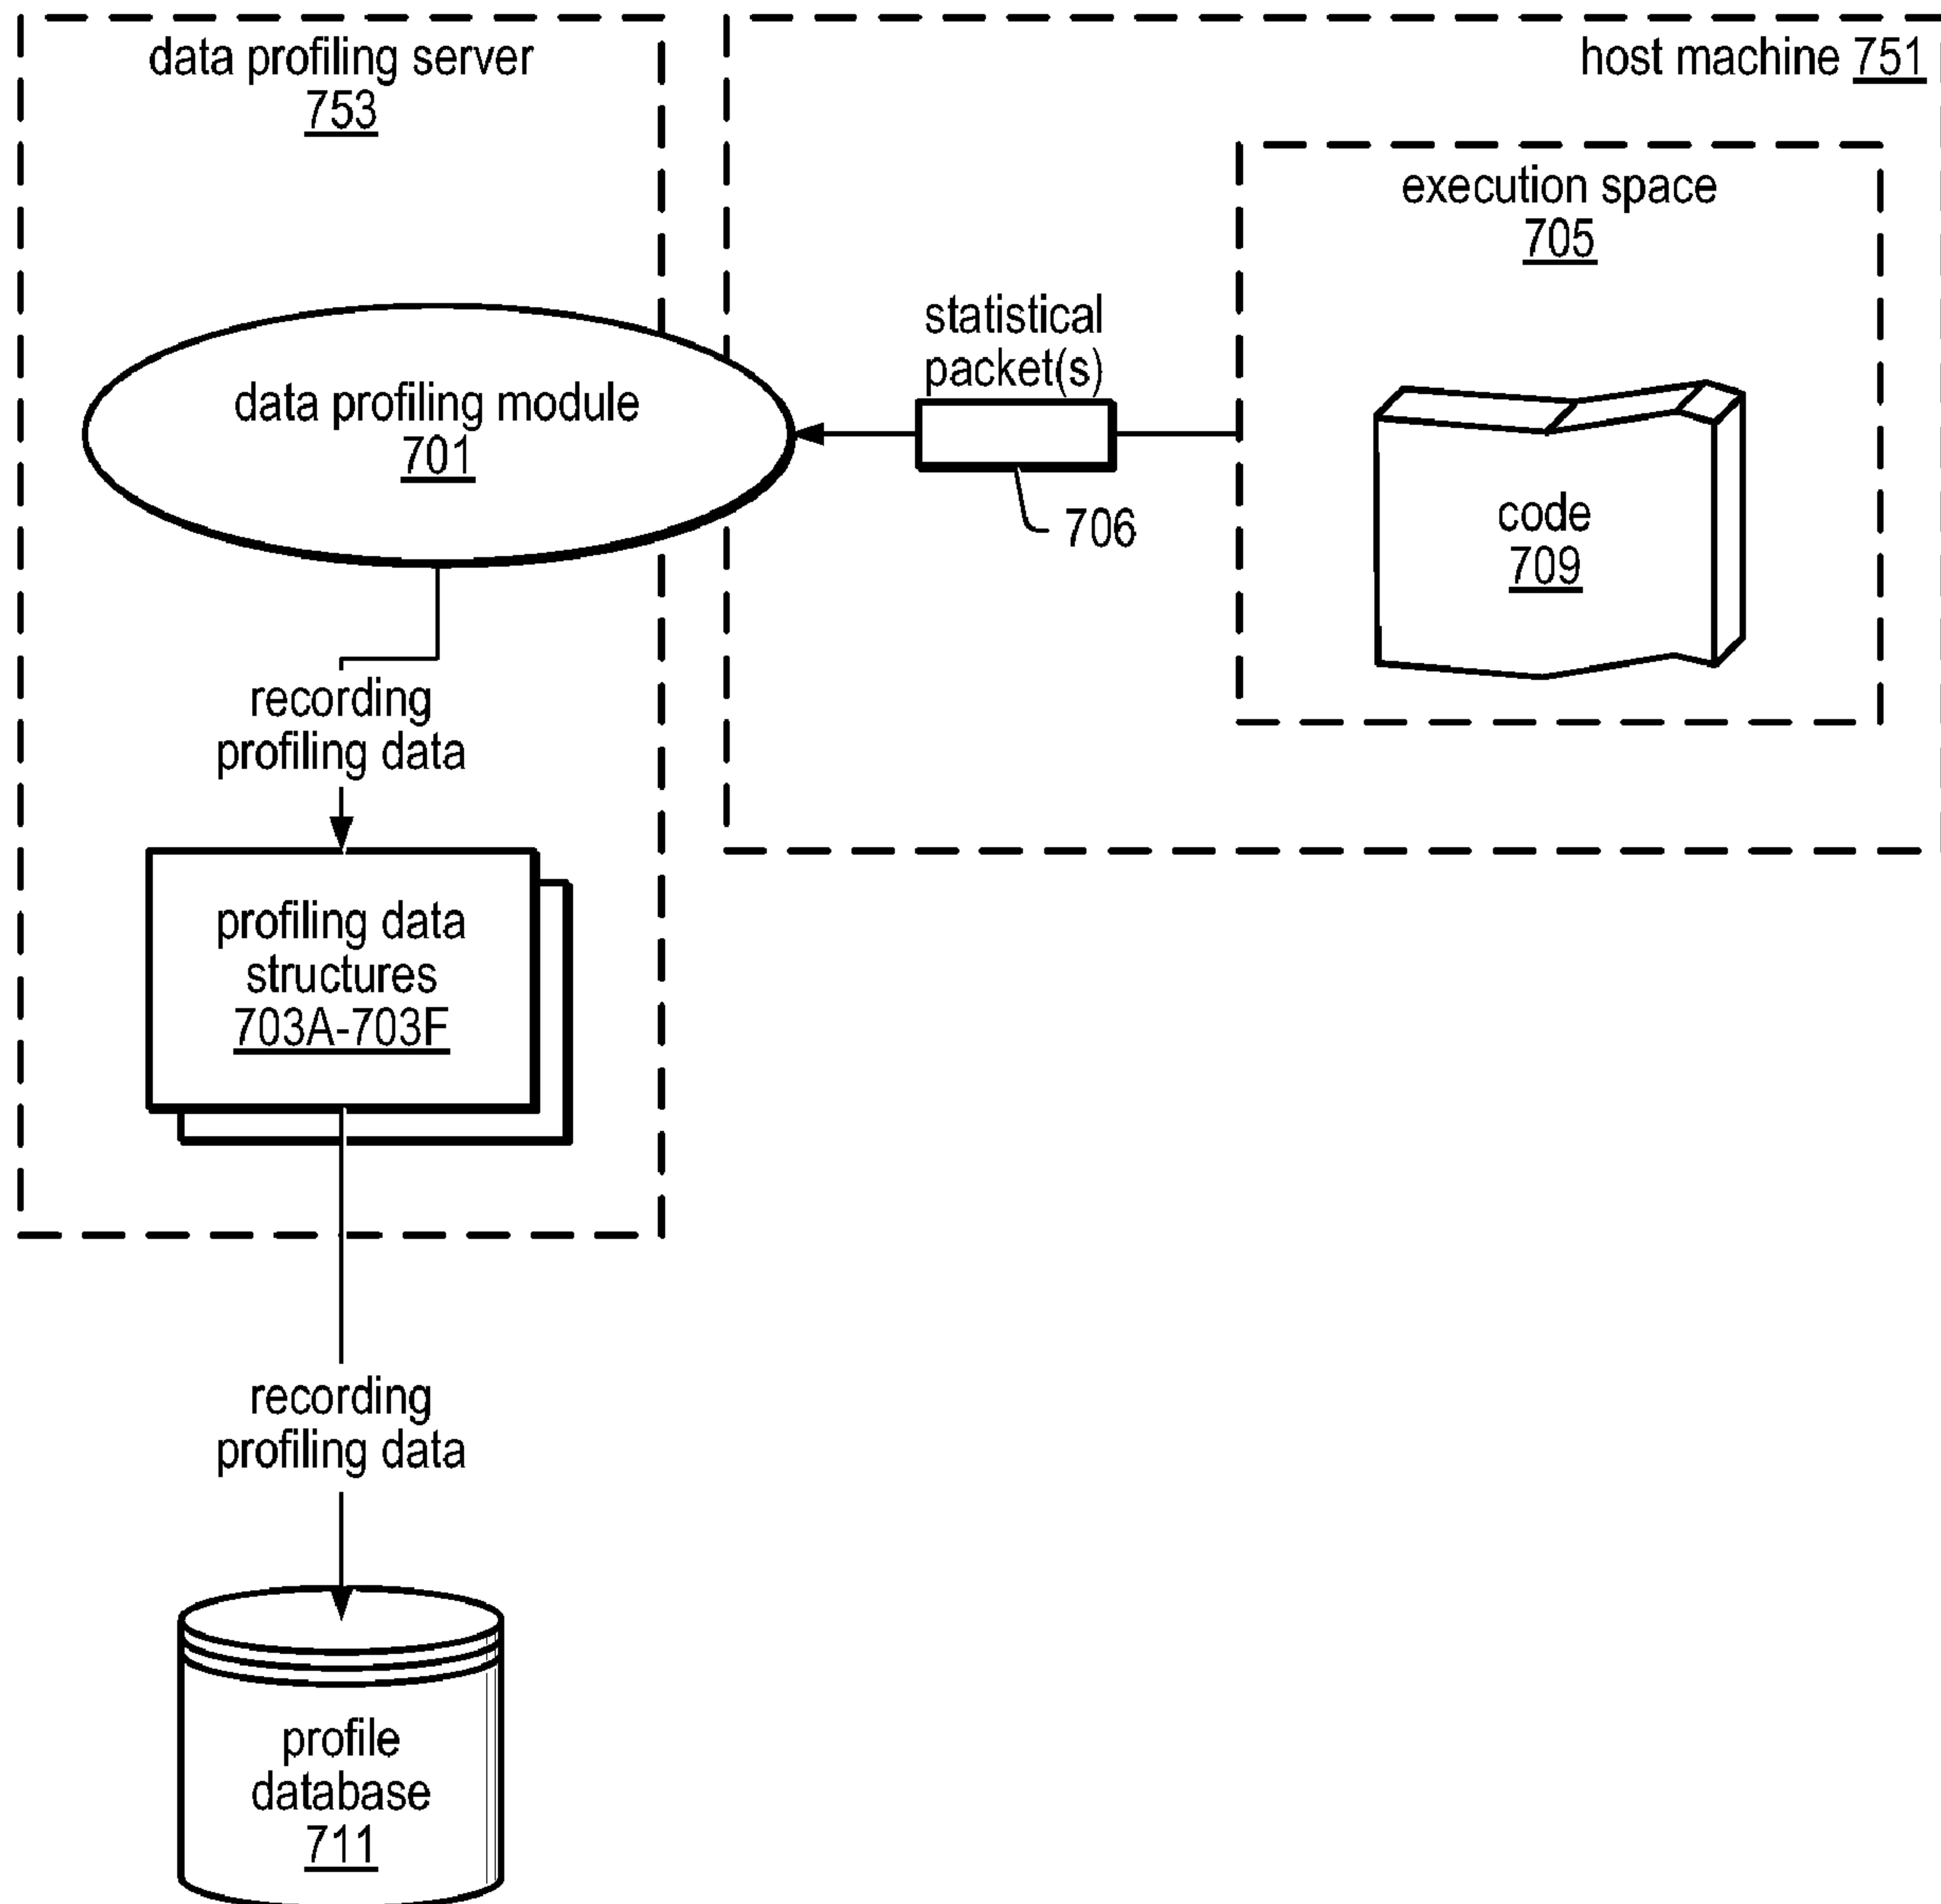 data profiling server
753
host machine 751
execution space
705
statistical
packet(s)
706
data profiling module
701
code
709
recording
profiling data
profiling data
structures
703A-703F
recording
profiling data
profile
database
711